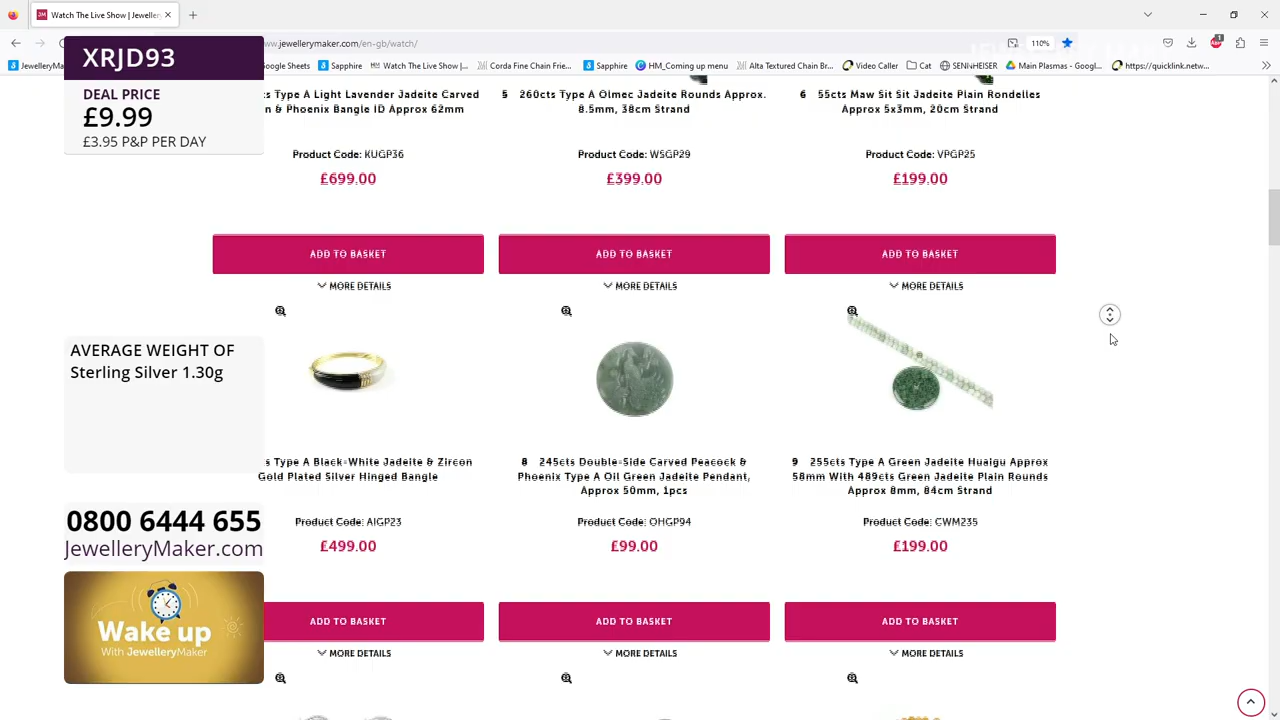 Watch The Live Show | Jeweller
ww.jewellerymaker.com/en-gb/watch/
110%
1
JEWELLERY MAK
Jewellerymaker
Sapphire
Watch The Live Sho...
Corda Fine Chain Frie...
Sapphire
HM_Coming up menu
Alta Textured Chain Br...
Video Caller
Cat
SENNHEISER
Main Plasmas - Googl...
https://quicklink.netw...
XRJD93
DEAL PRICE
£9.99
£3.95 P&P PER DAY
AVERAGE WEIGHT OF
Sterling Silver 1.30g
0800 6444 655
JewelleryMaker.com
Wake up
With JewelleryMaker
ts Type A Phoenix & Lavender Jadeite Carved
n & Phoenix Bangle ID Approx 62mm
Product Code: KUGP36
£699.00
ADD TO BASKET
MORE DETAILS
5 260cts Type A Olmec Jadeite Rounds Approx.
8.5mm, 38cm Strand
Product Code: WSGP29
£399.00
ADD TO BASKET
MORE DETAILS
6 55cts Maw Sit Sit Jadeite Plain Rondelles
Approx 5x3mm, 20cm Strand
Product Code: VPGP25
£199.00
ADD TO BASKET
MORE DETAILS
ts Type A Black-White Jadeite & Zircon
Gold Plated Silver Hinged Bangle
Product Code: AIGP23
£499.00
ADD TO BASKET
MORE DETAILS
8 245cts Double-Side Carved Peacock &
Phoenix Type A Oil Green Jadeite Pendant,
Approx 50mm, 1pcs
Product Code: OHGP94
£99.00
ADD TO BASKET
MORE DETAILS
9 255cts Type A Green Jadeite Huaigu Approx
58mm With 489cts Green Jadeite Plain Rounds
Approx 8mm, 84cm Strand
Product Code: CWM235
£199.00
ADD TO BASKET
MORE DETAILS